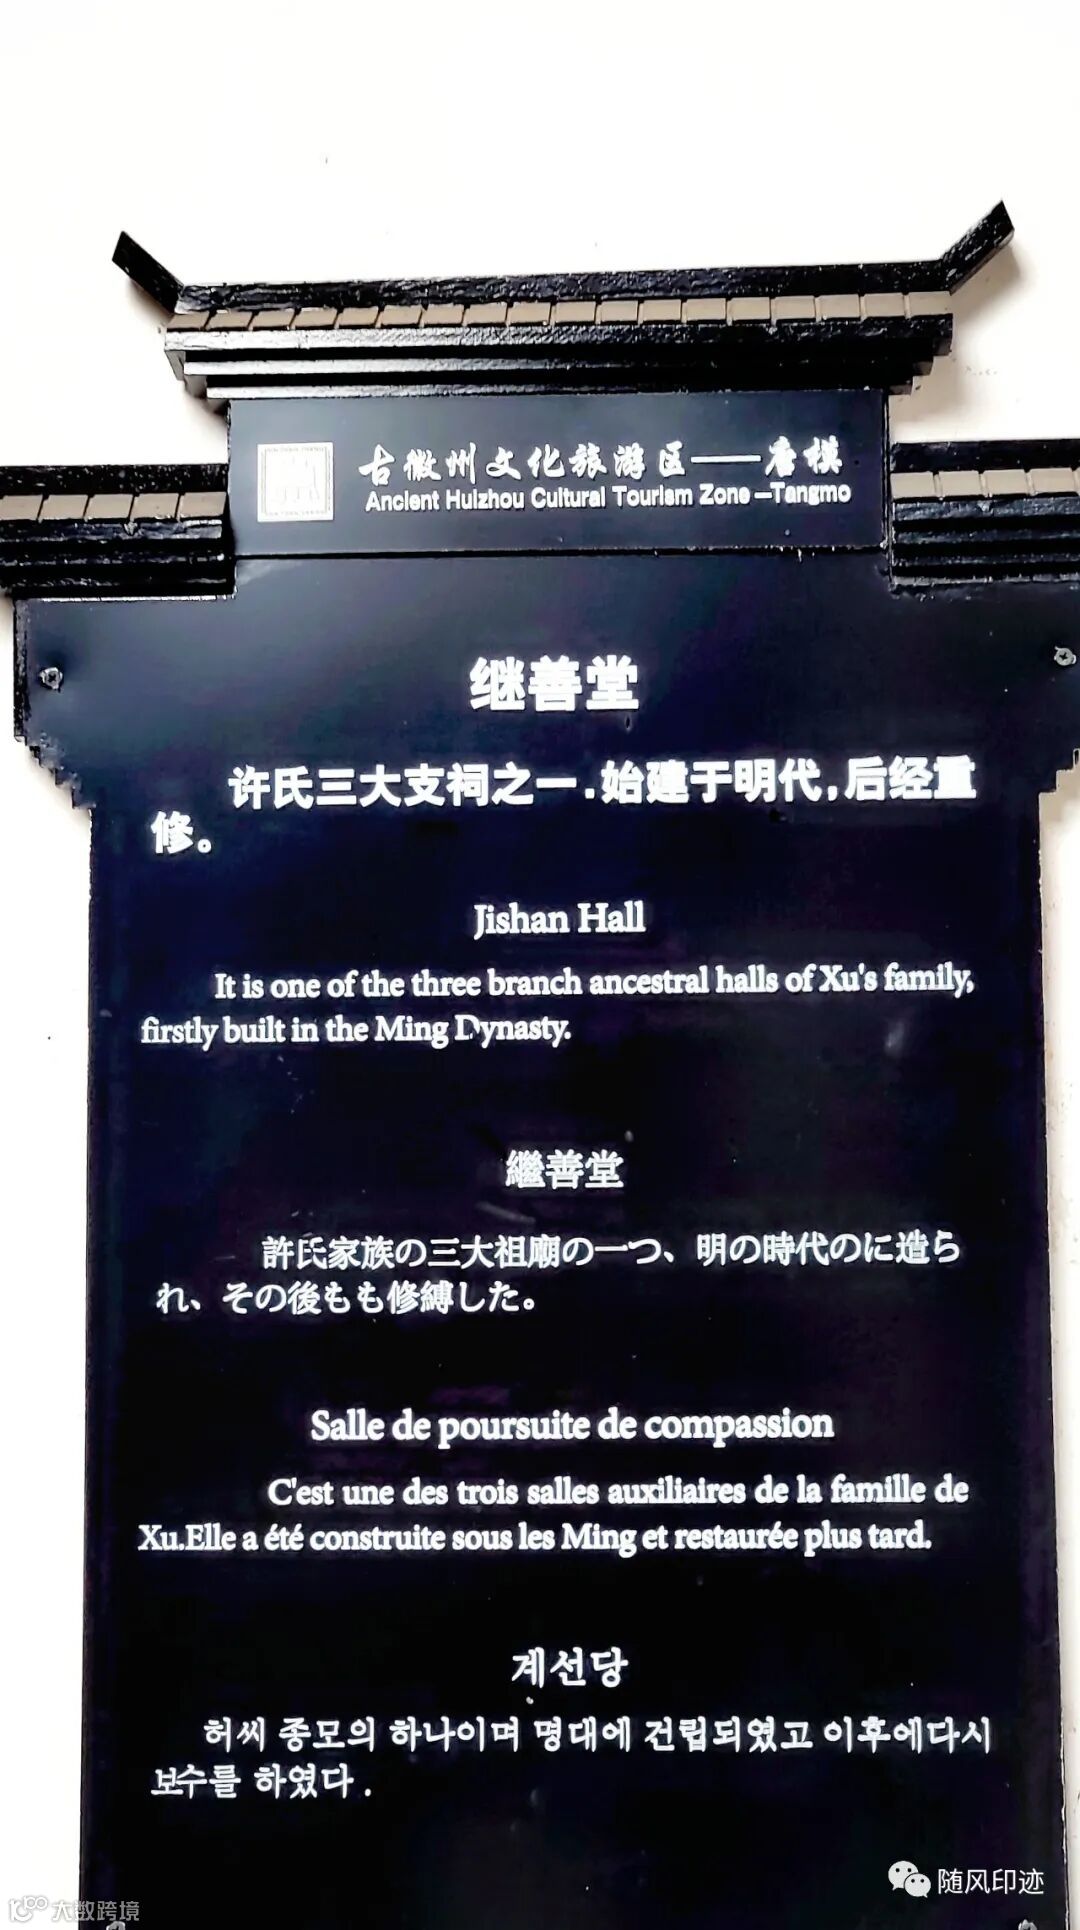 古徽州文化旅游区——唐模
Ancient Huizhou Cultural Tourism Zone—Tangmo
继善堂
许氏三大支祠之一.始建于明代,后经重
修。
Jishan Hall
It is one of the three branch ancestral halls of Xu's family,
firstly built in the Ming Dynasty.
繼善堂
許氏家族の三大祖廟の一つ、明の時代のに造ら
れ、その後もも修縛した。
Salle de poursuite de compassion
C'est une des trois salles auxiliaires de la famille de
Xu.Elle a été construite sous les Ming et restaurée plus tard.
계선당
허씨 종모의 하나이며 명대에 건립되였고 이후에다시
보수를 하였다.
随风印迹
大数跨境